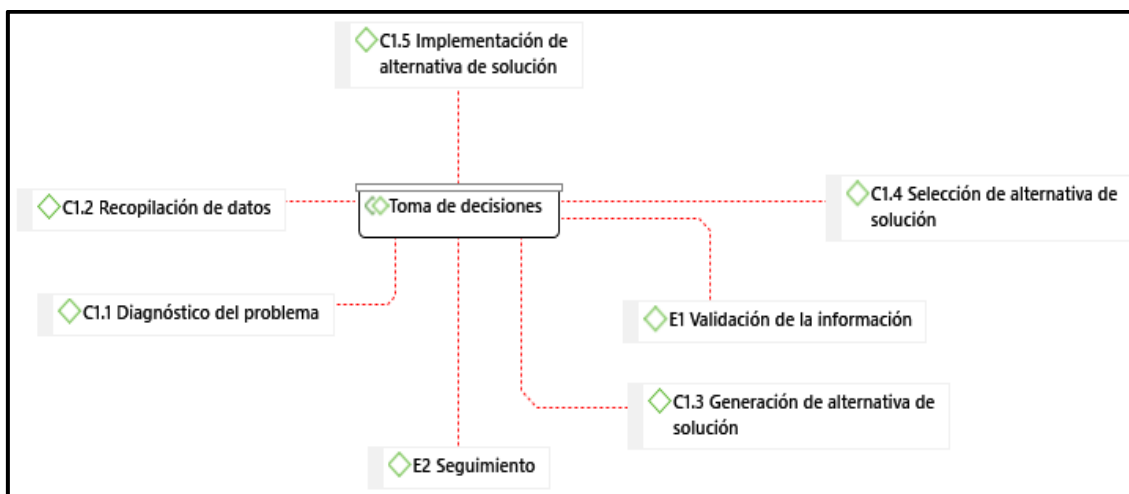 C1.5 Implementación de
alternativa de solución
C1.2 Recopilación de datos
Toma de decisiones
C1.4 Selección de alternativa de
solución
C1.1 Diagnóstico del problema
E1 Validación de la información
C1.3 Generación de alternativa de
solución
E2 Seguimiento